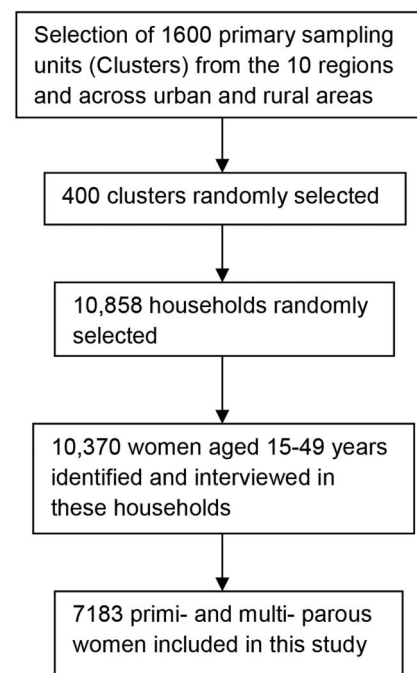 Selection of 1600 primary sampling
units (Clusters) from the 10 regions
and across urban and rural areas
400 clusters randomly selected
10,858 households randomly
selected
10,370 women aged 15-49 years
identified and interviewed in
these households
7183 primi- and multi- parous
women included in this study